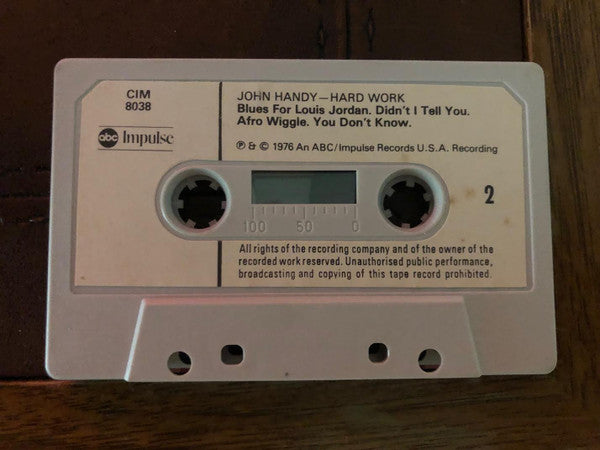 CIM
8038
abc Impulse
JOHN HANDY—HARD WORK
Blues For Louis Jordan. Didn't I Tell You.
Afro Wiggle. You Don't Know.
℗ & © 1976 An ABC/Impulse Records U.S.A. Recording
2
100 50 0
All rights of the recording company and of the owner of the
recorded work reserved. Unauthorised public performance,
broadcasting and copying of this tape record prohibited.